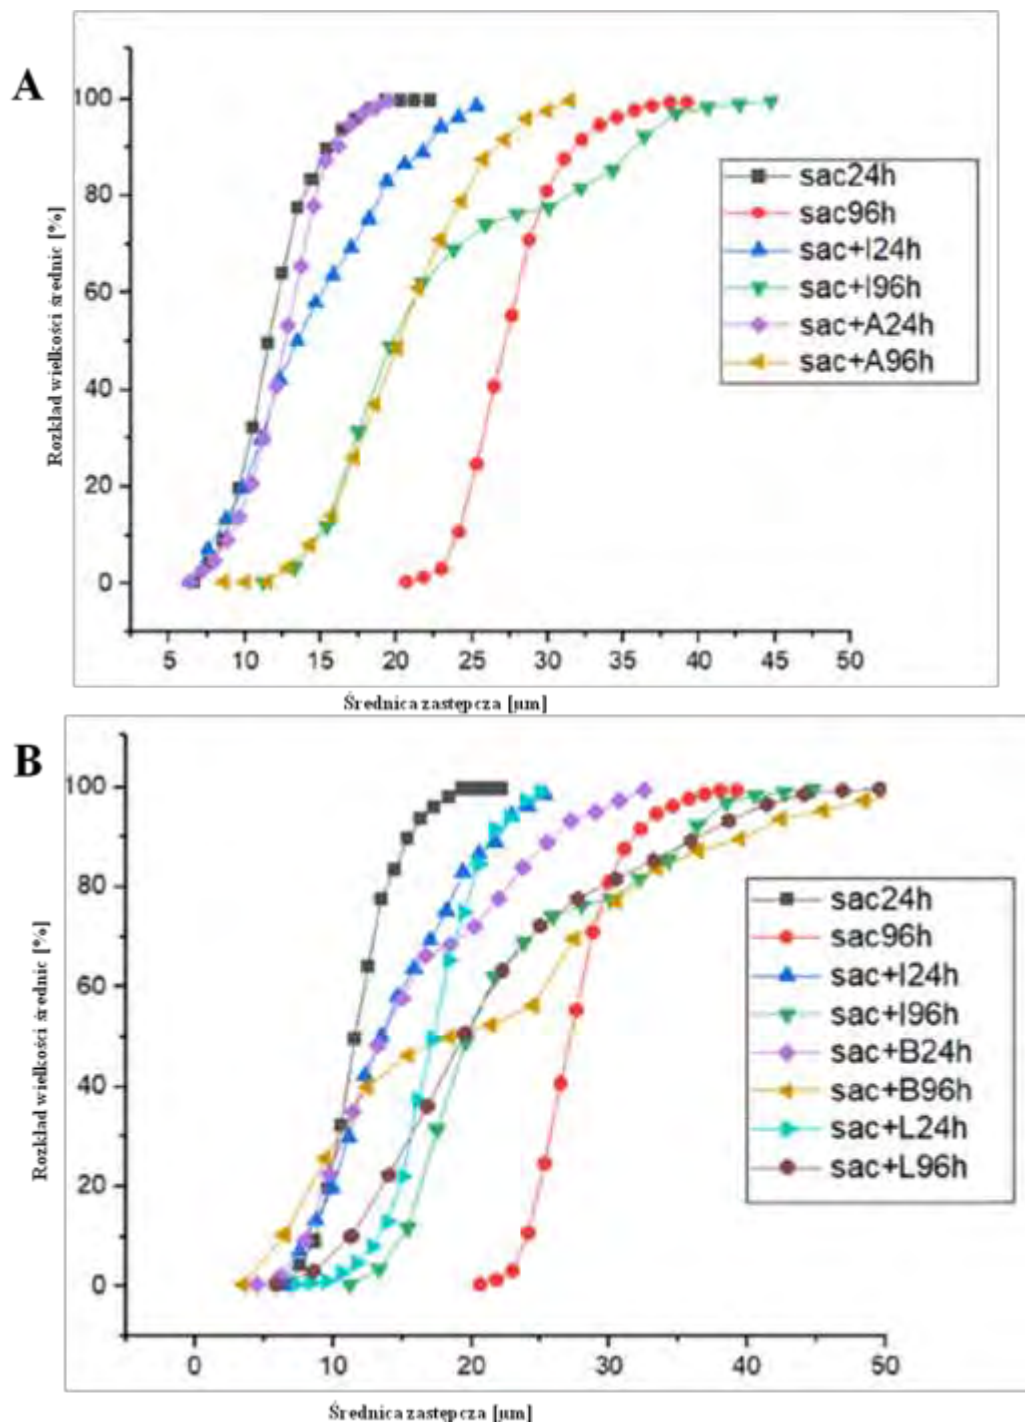 A
100
80
60
40
20
0
Rozkład wielkości średnic [%]
sac24h
sac96h
sac+I24h
sac+I96h
sac+A24h
sac+A96h
5 10 15 20 25 30 35 40 45 50
Średnica zastępcza [µm]
B
100
80
60
40
20
0
Rozkład wielkości średnic [%]
sac24h
sac96h
sac+I24h
sac+I96h
sac+B24h
sac+B96h
sac+L24h
sac+L96h
0 10 20 30 40 50
Średnica zastępcza [µm]